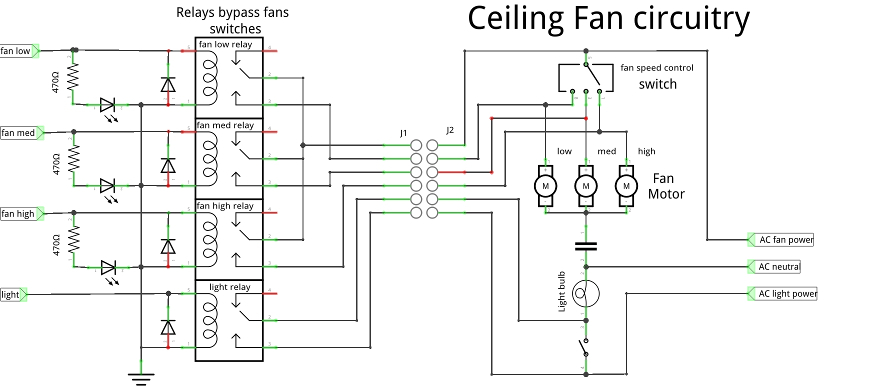 Ceiling Fan circuitry
Relays bypass fans
switches
fan low
fan low relay
470Ω
fan med
fan med relay
470Ω
fan high
fan high relay
470Ω
light
light relay
J1
J2
fan speed control
switch
low
med
high
M
M
M
Fan
Motor
Light bulb
AC fan power
AC neutral
AC light power